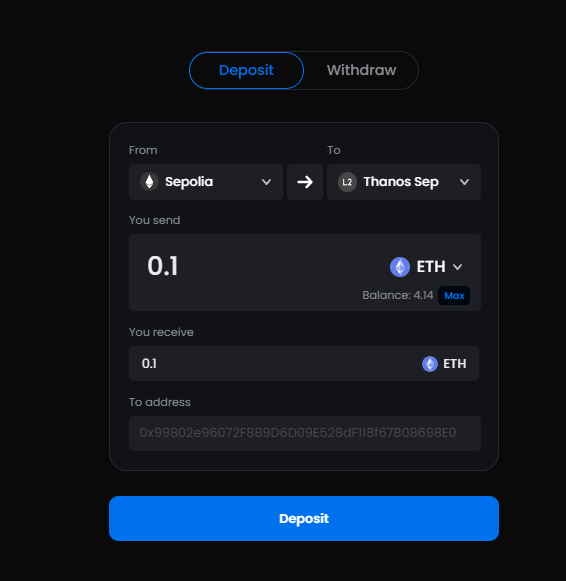 Deposit Withdraw
From To
Sepolia L2 Thanos Sep
You send
0.1 ETH
Balance: 4.14 Max
You receive
0.1 ETH
To address
0x99802e96072F889D6D09E528dF118f67B08698E0
Deposit